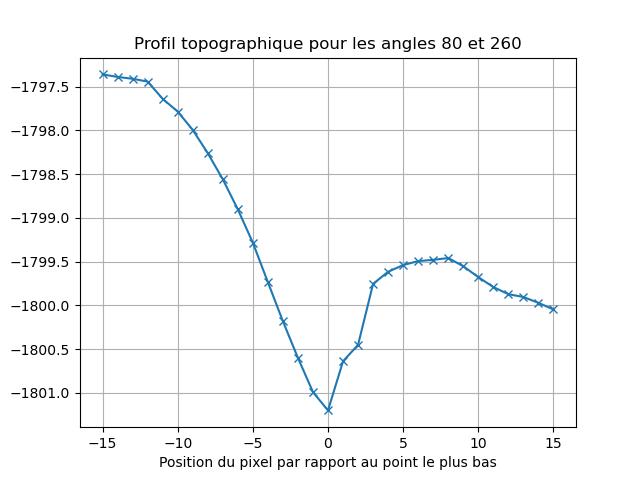 Profil topographique pour les angles 80 et 260
−1797.5
−1798.0
−1798.5
−1799.0
−1799.5
−1800.0
−1800.5
−1801.0
−15 −10 −5 0 5 10 15
Position du pixel par rapport au point le plus bas